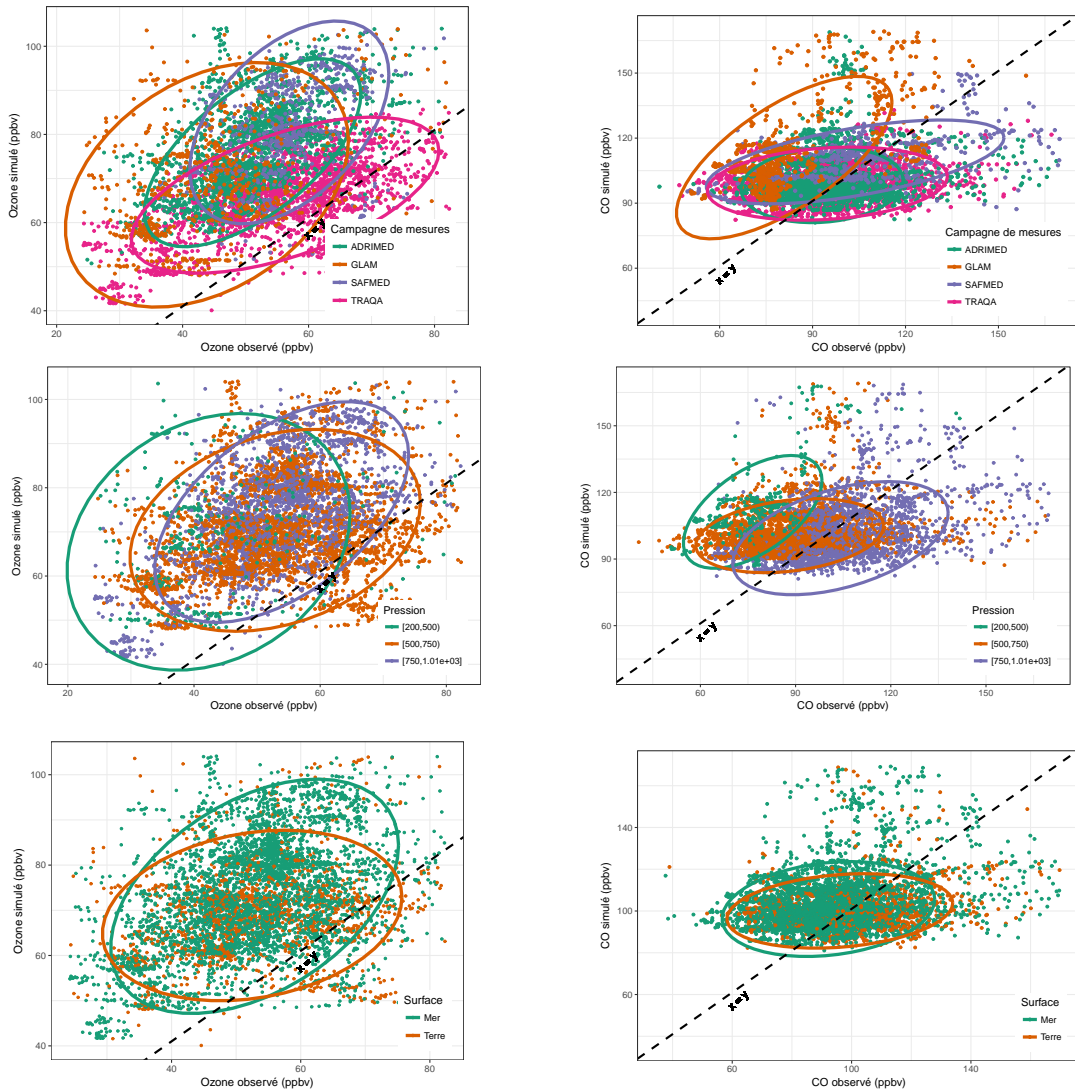 100
80
60
40
20
40
60
80
Ozone simulé (ppbv)
Ozone observé (ppbv)
Campagne de mesures
ADRIMED
GLAM
SAFMED
TRAQA
150
120
90
60
60
90
120
150
CO simulé (ppbv)
CO observé (ppbv)
Campagne de mesures
ADRIMED
GLAM
SAFMED
TRAQA
100
80
60
40
20
40
60
80
Ozone simulé (ppbv)
Ozone observé (ppbv)
Pression
[200,500)
[500,750)
[750,1.01e+03]
150
120
90
60
60
90
120
150
CO simulé (ppbv)
CO observé (ppbv)
Pression
[200,500)
[500,750)
[750,1.01e+03]
100
80
60
40
40
60
80
Ozone simulé (ppbv)
Ozone observé (ppbv)
Surface
Mer
Terre
140
100
60
60
100
140
CO simulé (ppbv)
CO observé (ppbv)
Surface
Mer
Terre